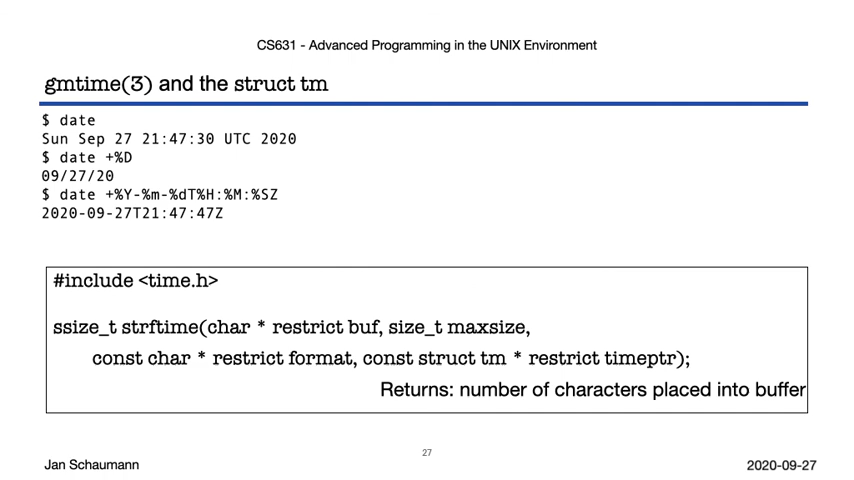 CS631 - Advanced Programming in the UNIX Environment
gmtime(3) and the struct tm
$ date
Sun Sep 27 21:47:30 UTC 2020
$ date +%D
09/27/20
$ date +%Y-%m-%dT%H:%M:%SZ
2020-09-27T21:47:47Z
#include <time.h>
ssize_t strftime(char * restrict buf, size_t maxsize,
const char * restrict format, const struct tm * restrict timeptr);
Returns: number of characters placed into buffer
27
Jan Schaumann
2020-09-27